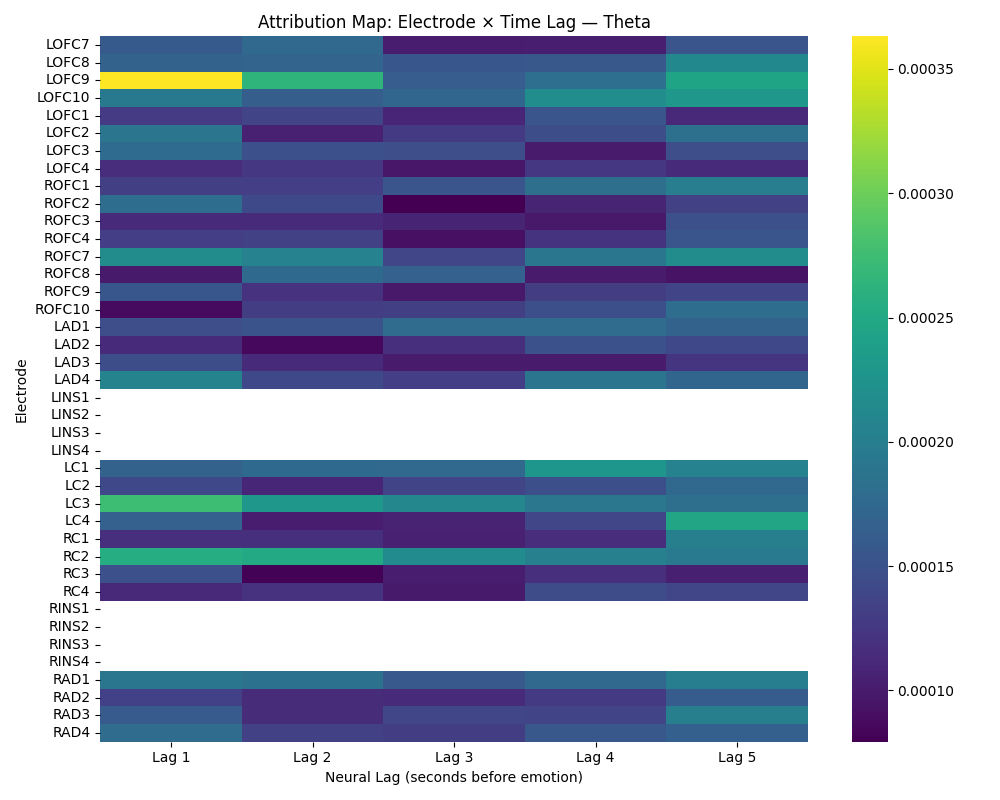 Attribution Map: Electrode × Time Lag — Theta
LOFC7
LOFC8
LOFC9
LOFC10
LOFC1
LOFC2
LOFC3
LOFC4
ROFC1
ROFC2
ROFC3
ROFC4
ROFC7
ROFC8
ROFC9
ROFC10
LAD1
LAD2
LAD3
LAD4
LINS1
LINS2
LINS3
LINS4
LC1
LC2
LC3
LC4
RC1
RC2
RC3
RC4
RINS1
RINS2
RINS3
RINS4
RAD1
RAD2
RAD3
RAD4
Electrode
Lag 1 Lag 2 Lag 3 Lag 4 Lag 5
Neural Lag (seconds before emotion)
0.00035
0.00030
0.00025
0.00020
0.00015
0.00010